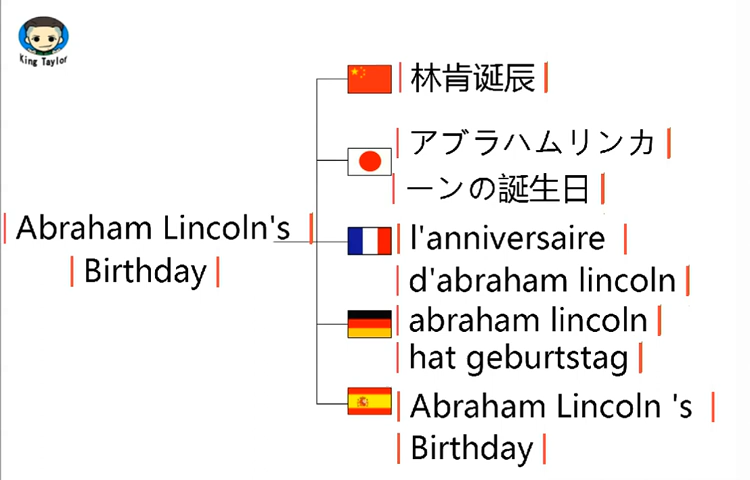 King Taylor
Abraham Lincoln's
Birthday
林肯诞辰
アブラハムリンカ
ーンの誕生日
l'anniversaire
d'abraham lincoln
abraham lincoln
hat geburtstag
Abraham Lincoln 's
Birthday